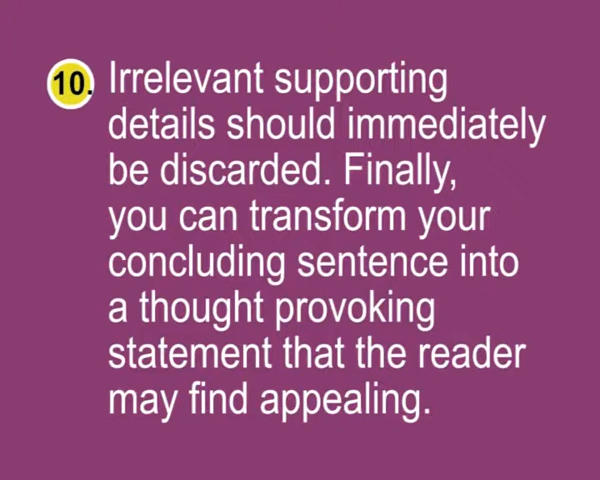 10. Irrelevant supporting
details should immediately
be discarded. Finally,
you can transform your
concluding sentence into
a thought provoking
statement that the reader
may find appealing.